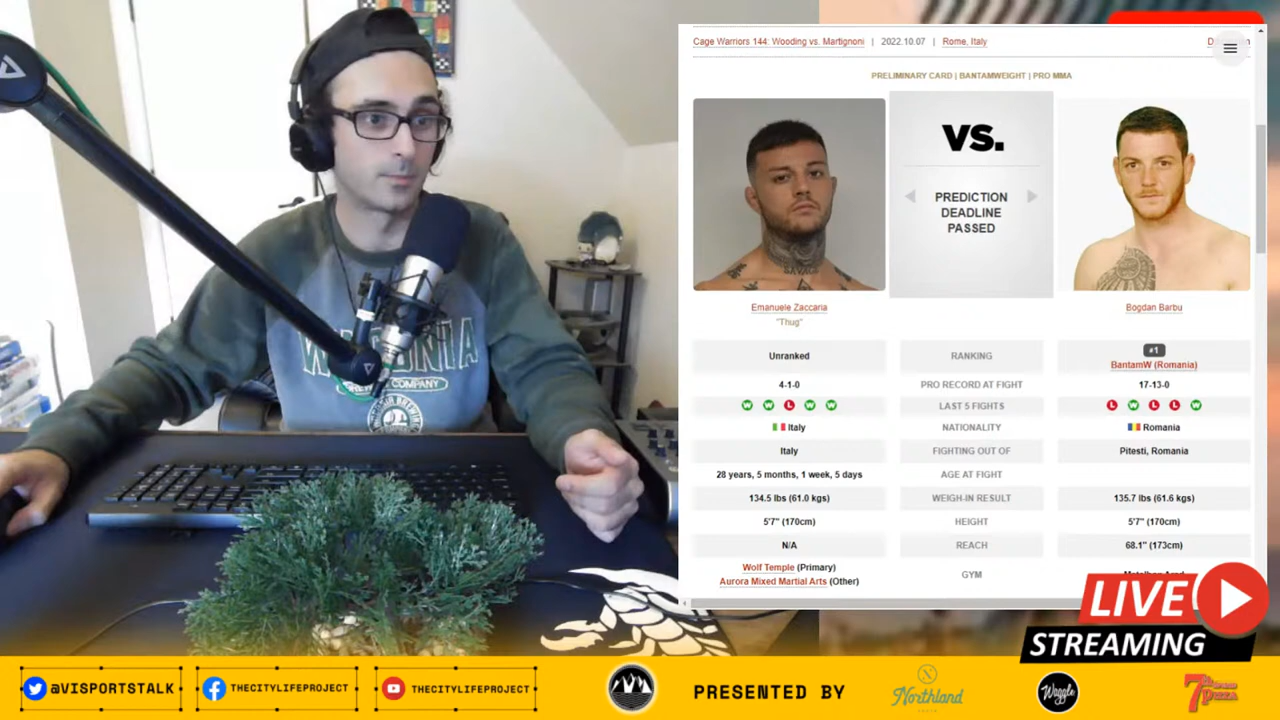 Cage Warriors 144: Wooding vs. Martignoni | 2022.10.07 | Rome, Italy
PRELIMINARY CARD | BANTAMWEIGHT | PRO MMA
VS.
PREDICTION
DEADLINE
PASSED
SAVAGE
Emanuele Zaccaria
Bogdan Barbu
"Thug"
#1
Unranked RANKING BantamW (Romania)
4-1-0 PRO RECORD AT FIGHT 17-13-0
W W L W W LAST 5 FIGHTS L W L L W
Italy NATIONALITY Romania
Italy FIGHTING OUT OF Pitesti, Romania
28 years, 5 months, 1 week, 5 days AGE AT FIGHT
134.5 lbs (61.0 kgs) WEIGH-IN RESULT 135.7 lbs (61.6 kgs)
5'7" (170cm) HEIGHT 5'7" (170cm)
N/A REACH 68.1" (173cm)
Wolf Temple (Primary)
Aurora Mixed Martial Arts (Other) GYM
COMPANY
LIVE
STREAMING
@VISPORTSTALK THECITYLIFEPROJECT THECITYLIFEPROJECT PRESENTED BY Northland Waggle